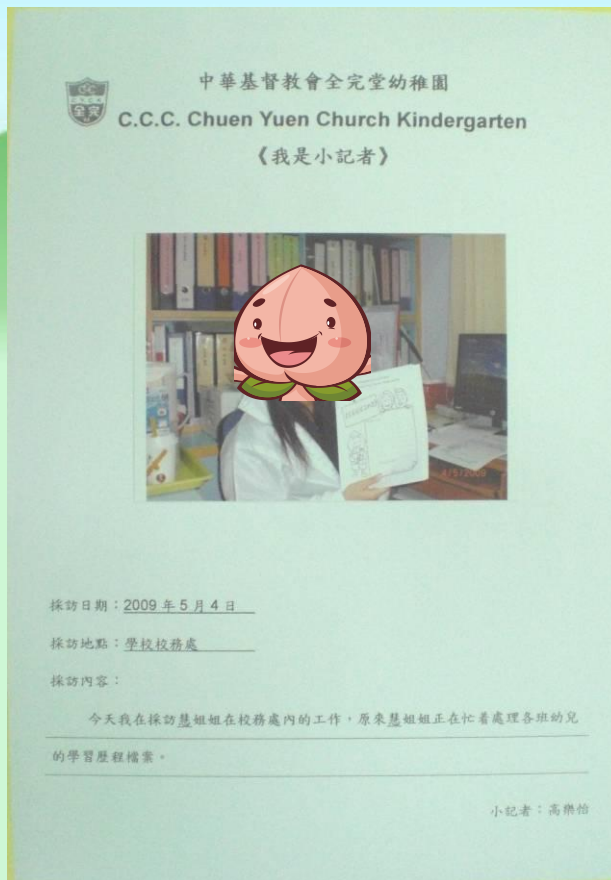 中華基督教會全完堂幼稚園
C.C.C. Chuen Yuen Church Kindergarten
《我是小記者》
4/5/2009
採訪日期：2009 年 5 月 4 日
採訪地點：學校校務處
採訪內容：
今天我在採訪慧姐姐在校務處內的工作，原來慧姐姐正在忙着處理各班幼兒
的學習歷程檔案。
小記者：高樂怡